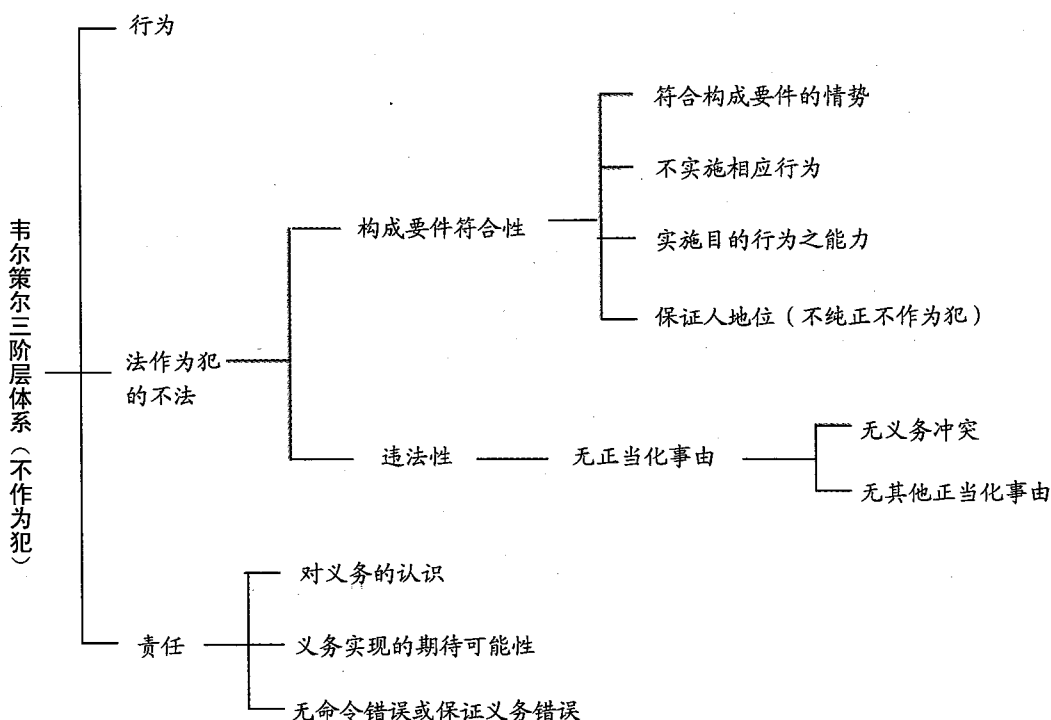 韦尔策尔三阶层体系（不作为犯）
行为
法作为犯
的不法
构成要件符合性
符合构成要件的情势
不实施相应行为
实施目的行为之能力
保证人地位（不纯正不作为犯）
违法性
无正当化事由
无义务冲突
无其他正当化事由
责任
对义务的认识
义务实现的期待可能性
无命令错误或保证义务错误